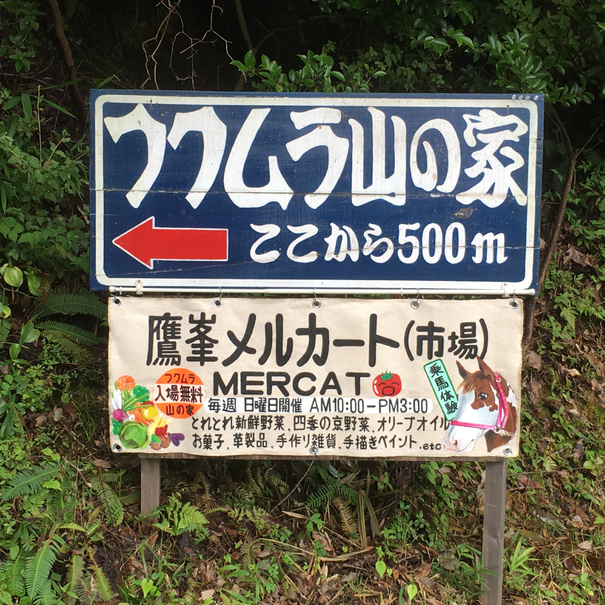 フクムラ山の家
ここから500m
鷹峯メルカート(市場)
MERCAT
フクムラ
入場無料
山の家
乗馬体験
毎週 日曜日開催 AM10:00-PM3:00
とれとれ新鮮野菜、四季の京野菜、オリーブオイル
お菓子、革製品、手作り雑貨、手描きペイント.etc